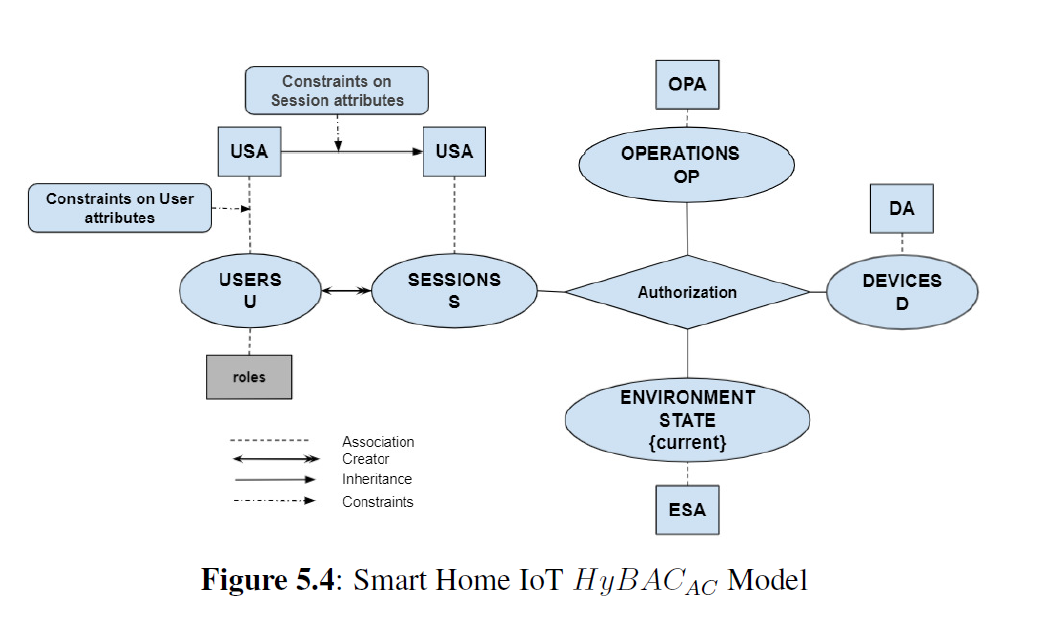 Constraints on
Session attributes
OPA
USA
USA
OPERATIONS
OP
Constraints on User
attributes
DA
USERS
U
SESSIONS
S
Authorization
DEVICES
D
roles
ENVIRONMENT
STATE
{current}
Association
Creator
Inheritance
Constraints
ESA
Figure 5.4: Smart Home IoT HyBAC_AC Model